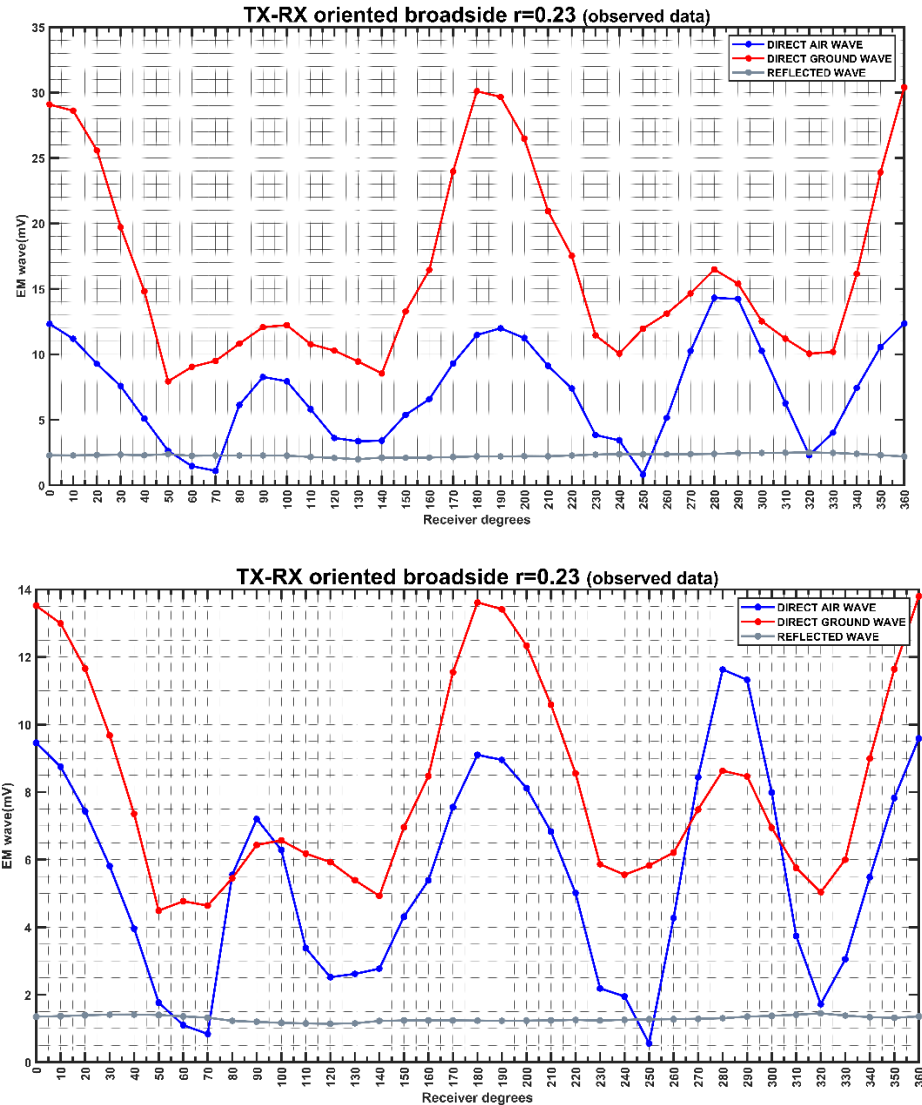 TX-RX oriented broadside r=0.23 (observed data)
35
30
25
20
15
10
5
0
EM wave(mV)
DIRECT AIR WAVE
DIRECT GROUND WAVE
REFLECTED WAVE
0 10 20 30 40 50 60 70 80 90 100 110 120 130 140 150 160 170 180 190 200 210 220 230 240 250 260 270 280 290 300 310 320 330 340 350 360
Receiver degrees
TX-RX oriented broadside r=0.23 (observed data)
14
12
10
8
6
4
2
0
EM wave(mV)
DIRECT AIR WAVE
DIRECT GROUND WAVE
REFLECTED WAVE
0 10 20 30 40 50 60 70 80 90 100 110 120 130 140 150 160 170 180 190 200 210 220 230 240 250 260 270 280 290 300 310 320 330 340 350 360
Receiver degrees